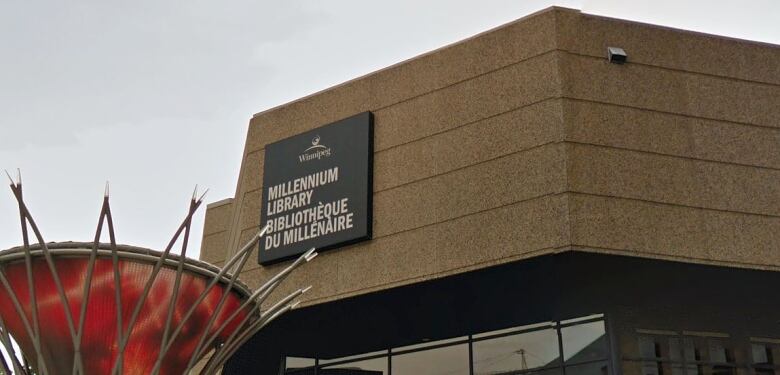 Winnipeg
MILLENNIUM
LIBRARY
BIBLIOTHÈQUE
DU MILLÉNAIRE